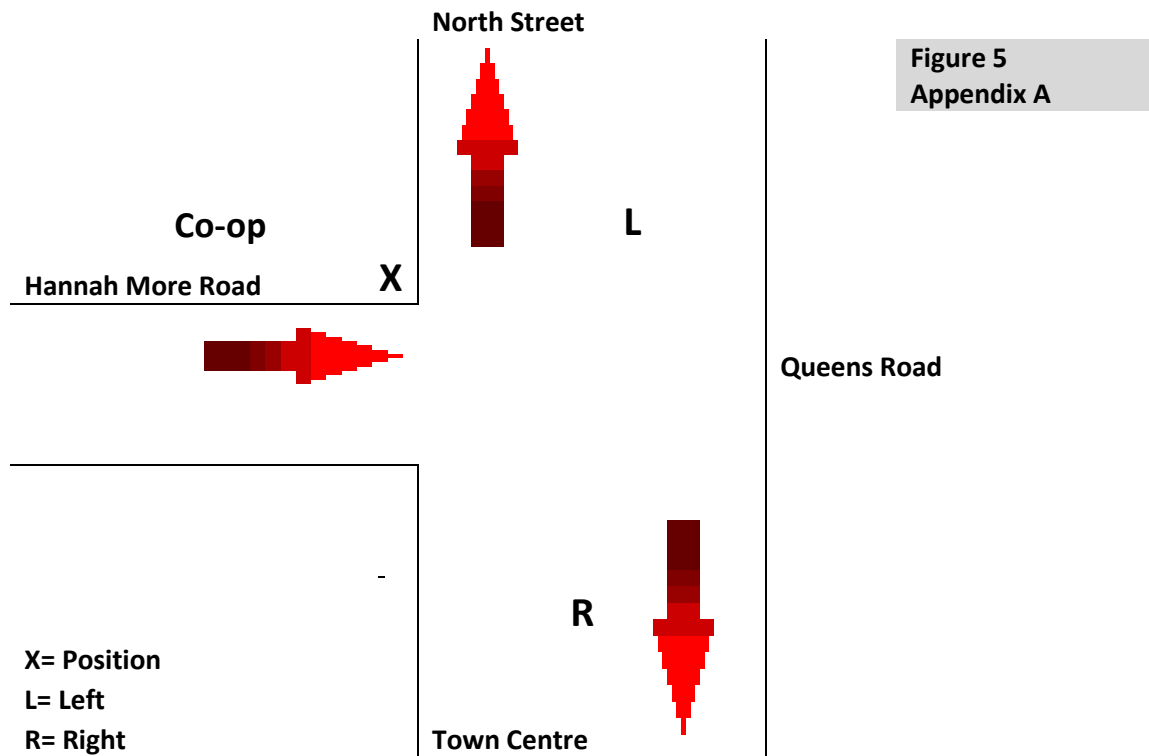 North Street
Figure 5
Appendix A
Co-op
L
Hannah More Road
X
Queens Road
R
X= Position
L= Left
R= Right
Town Centre